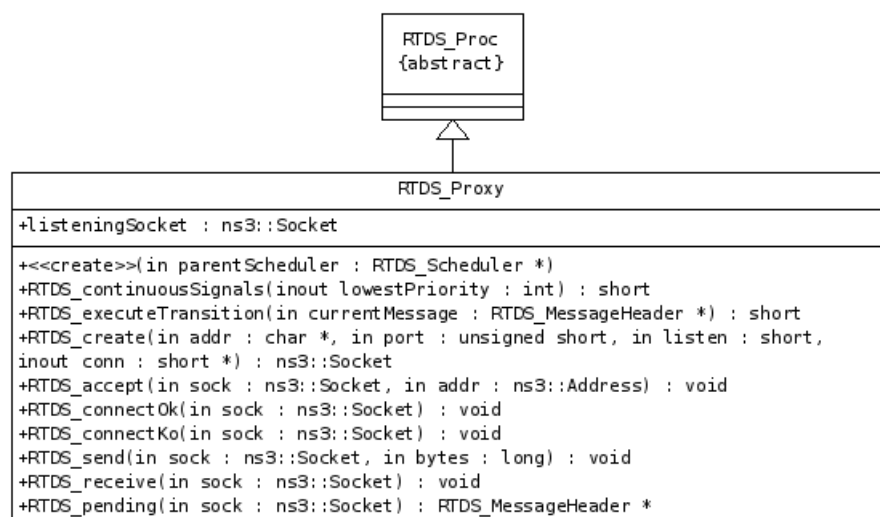 RTDS_Proc
{abstract}
RTDS_Proxy
+listeningSocket : ns3::Socket
+<<create>>(in parentScheduler : RTDS_Scheduler *)
+RTDS_continuousSignals(inout lowestPriority : int) : short
+RTDS_executeTransition(in currentMessage : RTDS_MessageHeader *) : short
+RTDS_create(in addr : char *, in port : unsigned short, in listen : short,
inout conn : short *) : ns3::Socket
+RTDS_accept(in sock : ns3::Socket, in addr : ns3::Address) : void
+RTDS_connectOk(in sock : ns3::Socket) : void
+RTDS_connectKo(in sock : ns3::Socket) : void
+RTDS_send(in sock : ns3::Socket, in bytes : long) : void
+RTDS_receive(in sock : ns3::Socket) : void
+RTDS_pending(in sock : ns3::Socket) : RTDS_MessageHeader *